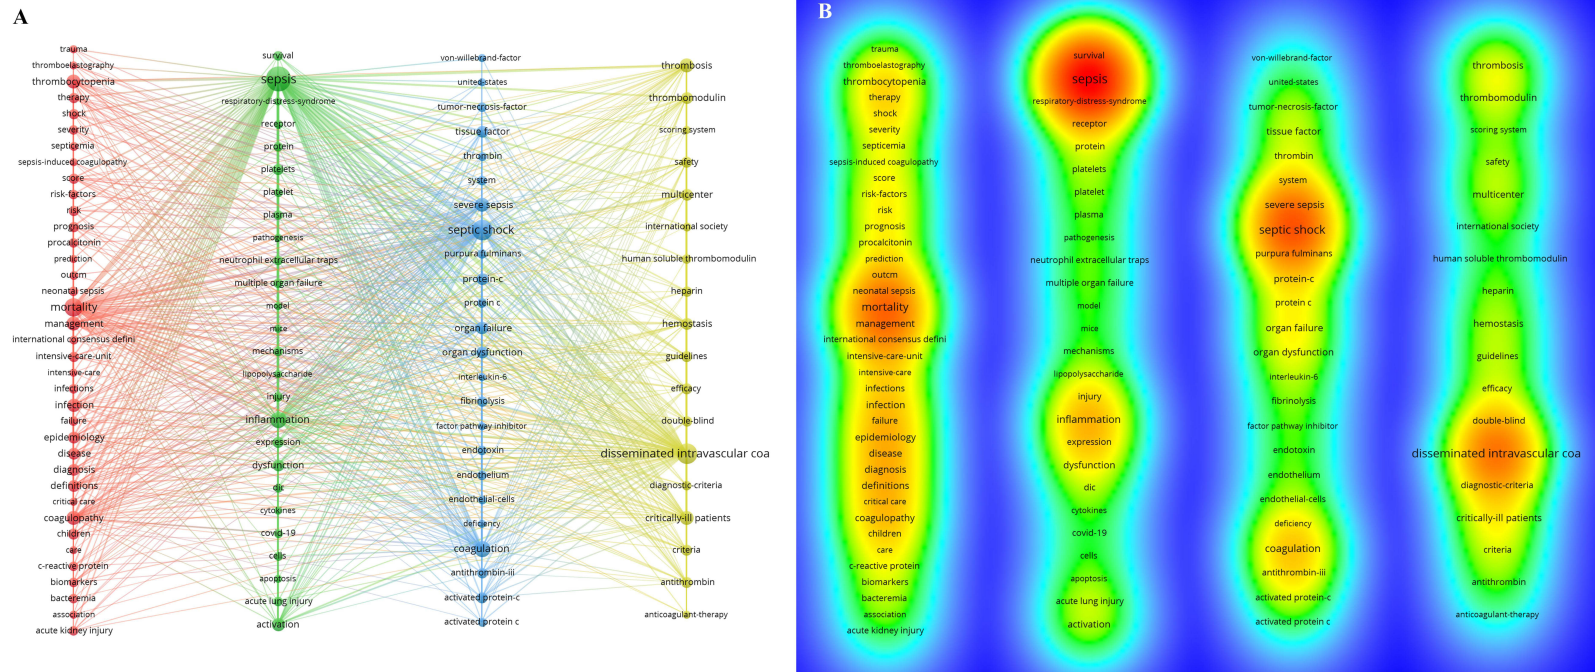 A
trauma
thromboelastography
thrombocytopenia
therapy
shock
severity
septicemia
sepsis-induced coagulopathy
score
risk-factors
risk
prognosis
procalcitonin
prediction
outcm
neonatal sepsis
mortality
management
international consensus defini
intensive-care-unit
intensive-care
infections
infection
failure
epidemiology
disease
diagnosis
definitions
critical care
coagulopathy
children
care
c-reactive protein
biomarkers
bacteremia
association
acute kidney injury
survival
sepsis
respiratory-distress-syndrome
receptor
protein
platelets
platelet
plasma
pathogenesis
neutrophil extracellular traps
multiple organ failure
model
mice
mechanisms
lipopolysaccharide
injury
inflammation
expression
dysfunction
dic
cytokines
covid-19
cells
apoptosis
acute lung injury
activation
von-willebrand-factor
united-states
tumor-necrosis-factor
tissue factor
thrombin
system
severe sepsis
septic shock
purpura fulminans
protein-c
protein c
organ failure
organ dysfunction
interleukin-6
fibrinolysis
factor pathway inhibitor
endotoxin
endothelium
endothelial-cells
deficiency
coagulation
antithrombin-iii
activated protein-c
activated protein c
thrombosis
thrombomodulin
scoring system
safety
multicenter
international society
human soluble thrombomodulin
heparin
hemostasis
guidelines
efficacy
double-blind
disseminated intravascular coa
diagnostic-criteria
critically-ill patients
criteria
antithrombin
anticoagulant-therapy
B
trauma
thromboelastography
thrombocytopenia
therapy
shock
severity
septicemia
sepsis-induced coagulopathy
score
risk-factors
risk
prognosis
procalcitonin
prediction
outcm
neonatal sepsis
mortality
management
international consensus defini
intensive-care-unit
intensive-care
infections
infection
failure
epidemiology
disease
diagnosis
definitions
critical care
coagulopathy
children
care
c-reactive protein
biomarkers
bacteremia
association
acute kidney injury
survival
sepsis
respiratory-distress-syndrome
receptor
protein
platelets
platelet
plasma
pathogenesis
neutrophil extracellular traps
multiple organ failure
model
mice
mechanisms
lipopolysaccharide
injury
inflammation
expression
dysfunction
dic
cytokines
covid-19
cells
apoptosis
acute lung injury
activation
von-willebrand-factor
united-states
tumor-necrosis-factor
tissue factor
thrombin
system
severe sepsis
septic shock
purpura fulminans
protein-c
protein c
organ failure
organ dysfunction
interleukin-6
fibrinolysis
factor pathway inhibitor
endotoxin
endothelium
endothelial-cells
deficiency
coagulation
antithrombin-iii
activated protein-c
activated protein c
thrombosis
thrombomodulin
scoring system
safety
multicenter
international society
human soluble thrombomodulin
heparin
hemostasis
guidelines
efficacy
double-blind
disseminated intravascular coa
diagnostic-criteria
critically-ill patients
criteria
antithrombin
anticoagulant-therapy